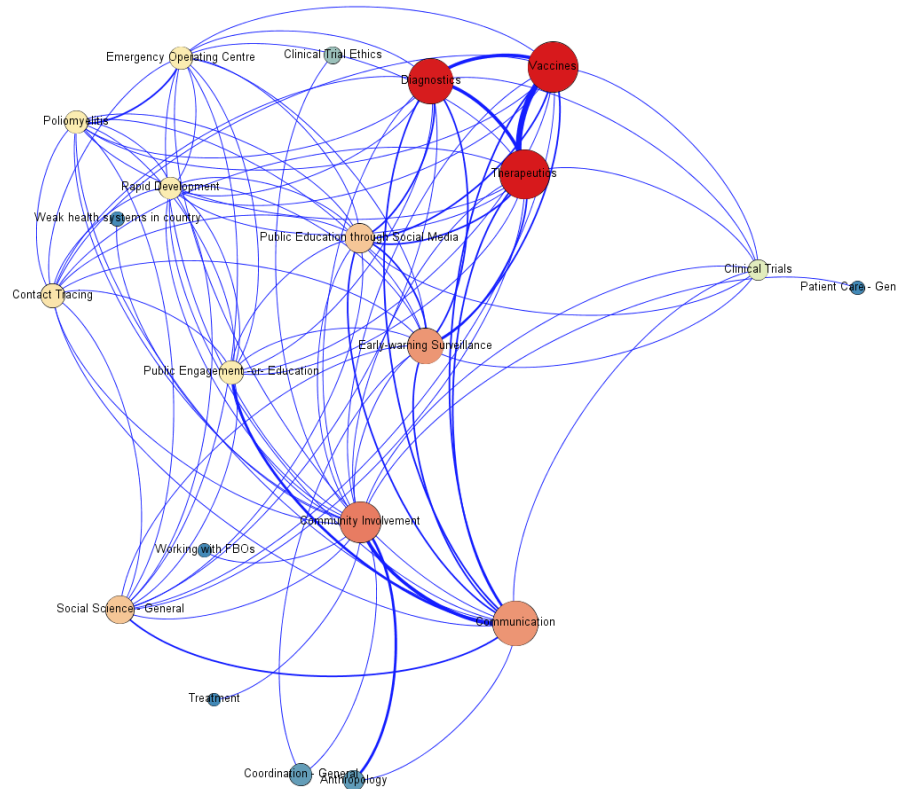 Emergency Operating Centre
Clinical Trial Ethics
Vaccines
Diagnostics
Poliomyelitis
Therapeutics
Rapid Development
Weak health systems in country
Public Education through Social Media
Clinical Trials
Patient Care - Gen
Contact Tracing
Early-warning Surveillance
Public Engagement -or- Education
Community Involvement
Working with FBOs
Social Science - General
Communication
Treatment
Coordination - General
Anthropology